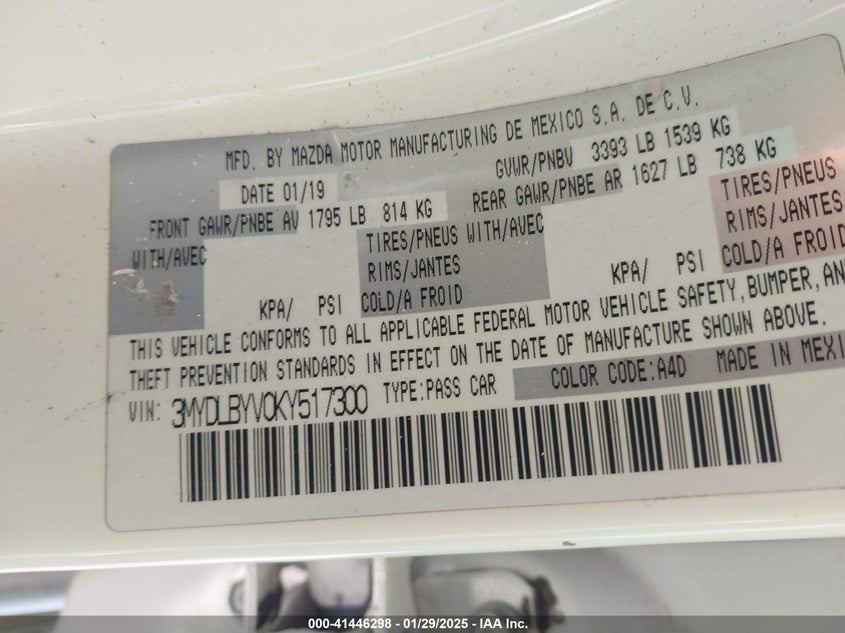 MFD. BY MAZDA MOTOR MANUFACTURING DE MEXICO S.A. DE C.V.
DATE 01/19 GVWR/PNBV 3393 LB 1539 KG
FRONT GAWR/PNBE AV 1795 LB 814 KG REAR GAWR/PNBE AR 1627 LB 738 KG
WITH/AVEC TIRES/PNEUS WITH/AVEC TIRES/PNEUS
RIMS/JANTES RIMS/JANTES
KPA/ PSI COLD/A FROID KPA/ PSI COLD/A FROID
THIS VEHICLE CONFORMS TO ALL APPLICABLE FEDERAL MOTOR VEHICLE SAFETY, BUMPER, AN
THEFT PREVENTION STANDARDS IN EFFECT ON THE DATE OF MANUFACTURE SHOWN ABOVE.
VIN: 3MYDLBYV0KY517300 TYPE:PASS CAR COLOR CODE:A4D MADE IN MEXI
000-41446298 - 01/29/2025 - IAA Inc.